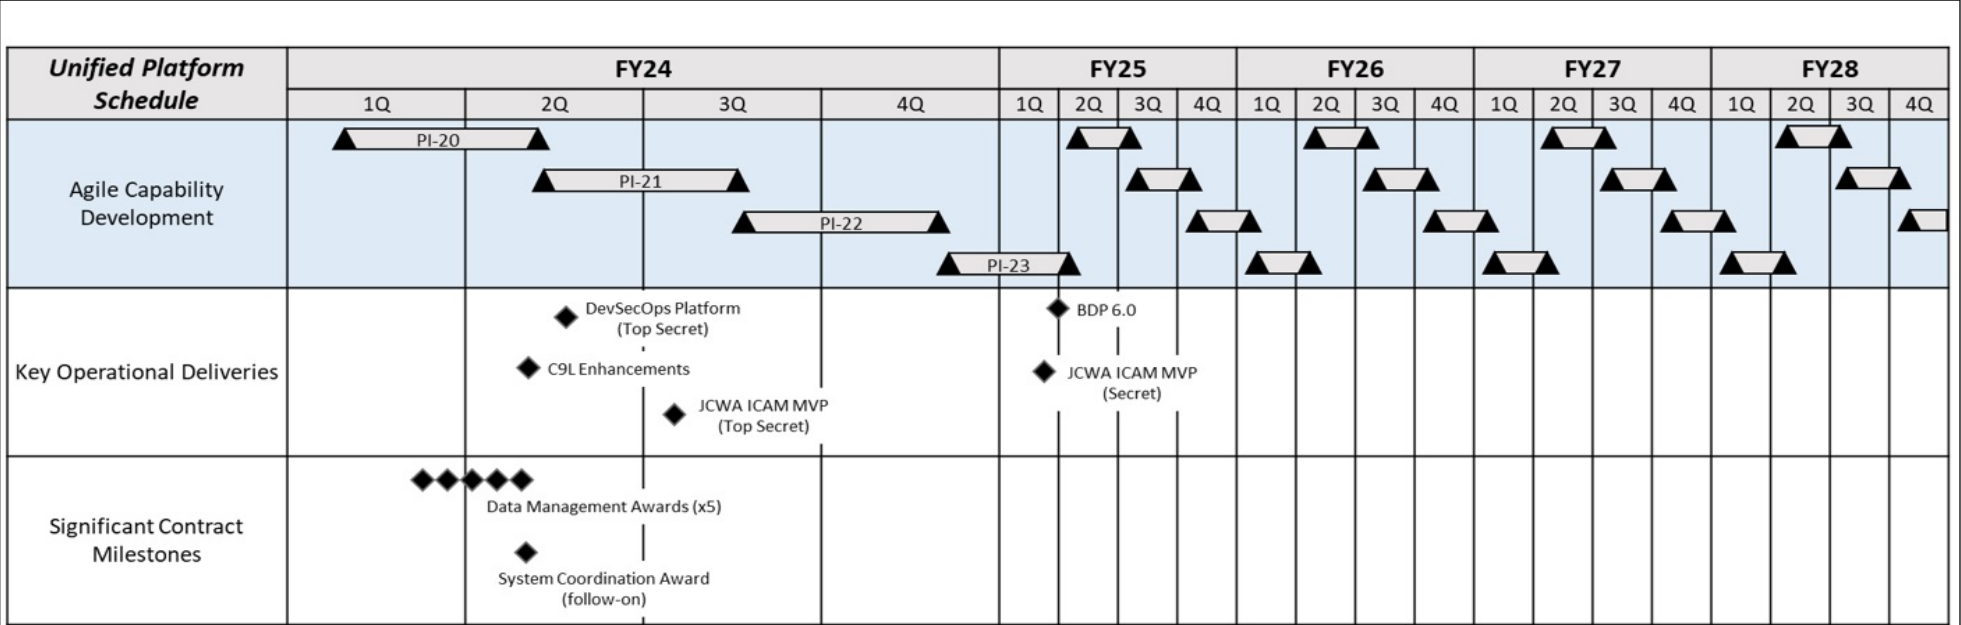 Unified Platform
Schedule
FY24
FY25
FY26
FY27
FY28
1Q 2Q 3Q 4Q 1Q 2Q 3Q 4Q 1Q 2Q 3Q 4Q 1Q 2Q 3Q 4Q 1Q 2Q 3Q 4Q
Agile Capability
Development
PI-20
PI-21
PI-22
PI-23
Key Operational Deliveries
DevSecOps Platform
(Top Secret)
C9L Enhancements
JCWA ICAM MVP
(Top Secret)
BDP 6.0
JCWA ICAM MVP
(Secret)
Significant Contract
Milestones
Data Management Awards (x5)
System Coordination Award
(follow-on)